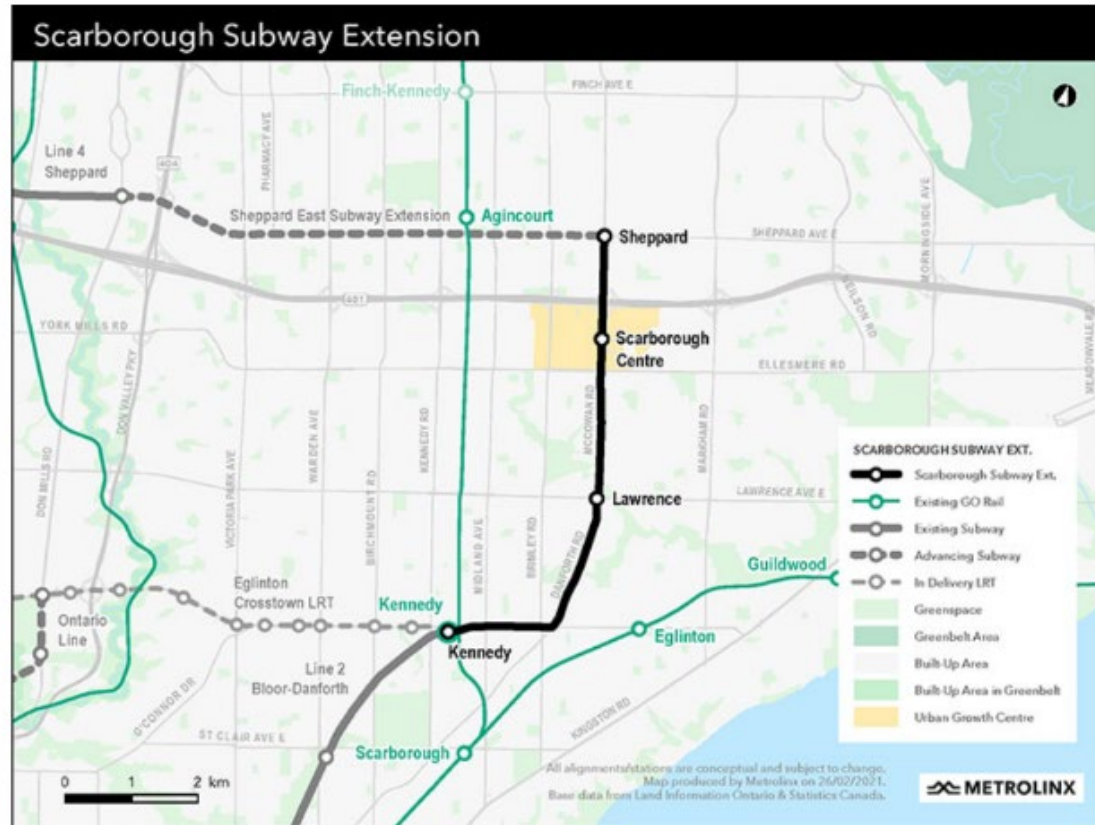 Scarborough Subway Extension
Finch-Kennedy
FINCH AVE E
Line 4
Sheppard
404
PHARMACY AVE
Sheppard East Subway Extension
Agincourt
Sheppard
SHEPPARD AVE E
MORNINGSIDE AVE
NEILSON RD
401
YORK MILLS RD
DON VALLEY PKY
Scarborough
Centre
ELLESMERE RD
MEADOWVALE RD
DON MILLS RD
VICTORIA PARK AVE
WARDEN AVE
BIRCHMOUNT RD
KENNEDY RD
MIDLAND AVE
BRIMLEY RD
MCCOWAN RD
MARKHAM RD
Lawrence
LAWRENCE AVE E
DANFORTH RD
Guildwood
Eglinton
Crosstown LRT
Kennedy
Ontario
Line
Kennedy
Eglinton
Line 2
Bloor-Danforth
O'CONNOR DR
ST CLAIR AVE E
Scarborough
KINGSTON RD
SCARBOROUGH SUBWAY EXT.
Scarborough Subway Ext.
Existing GO Rail
Existing Subway
Advancing Subway
In Delivery LRT
Greenspace
Greenbelt Area
Built-Up Area
Built-Up Area in Greenbelt
Urban Growth Centre
0 1 2 km
All alignments/stations are conceptual and subject to change.
Map produced by Metrolinx on 26/02/2021.
Base data from Land Information Ontario & Statistics Canada.
METROLINX